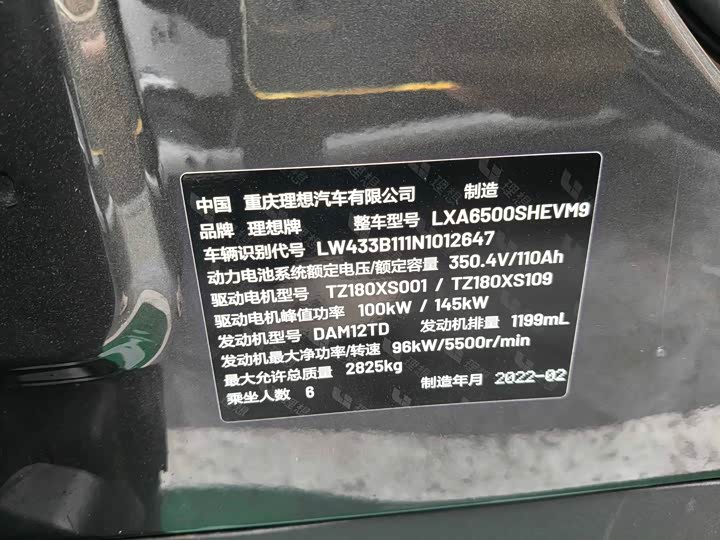 中国 重庆理想汽车有限公司 制造
品牌 理想牌 整车型号 LXA6500SHEVM9
车辆识别代号 LW433B111N1012647
动力电池系统额定电压/额定容量 350.4V/110Ah
驱动电机型号 TZ180XS001 / TZ180XS109
驱动电机峰值功率 100kW / 145kW
发动机型号 DAM12TD 发动机排量 1199mL
发动机最大净功率/转速 96kW/5500r/min
最大允许总质量 2825kg
乘坐人数 6 制造年月 2022-02